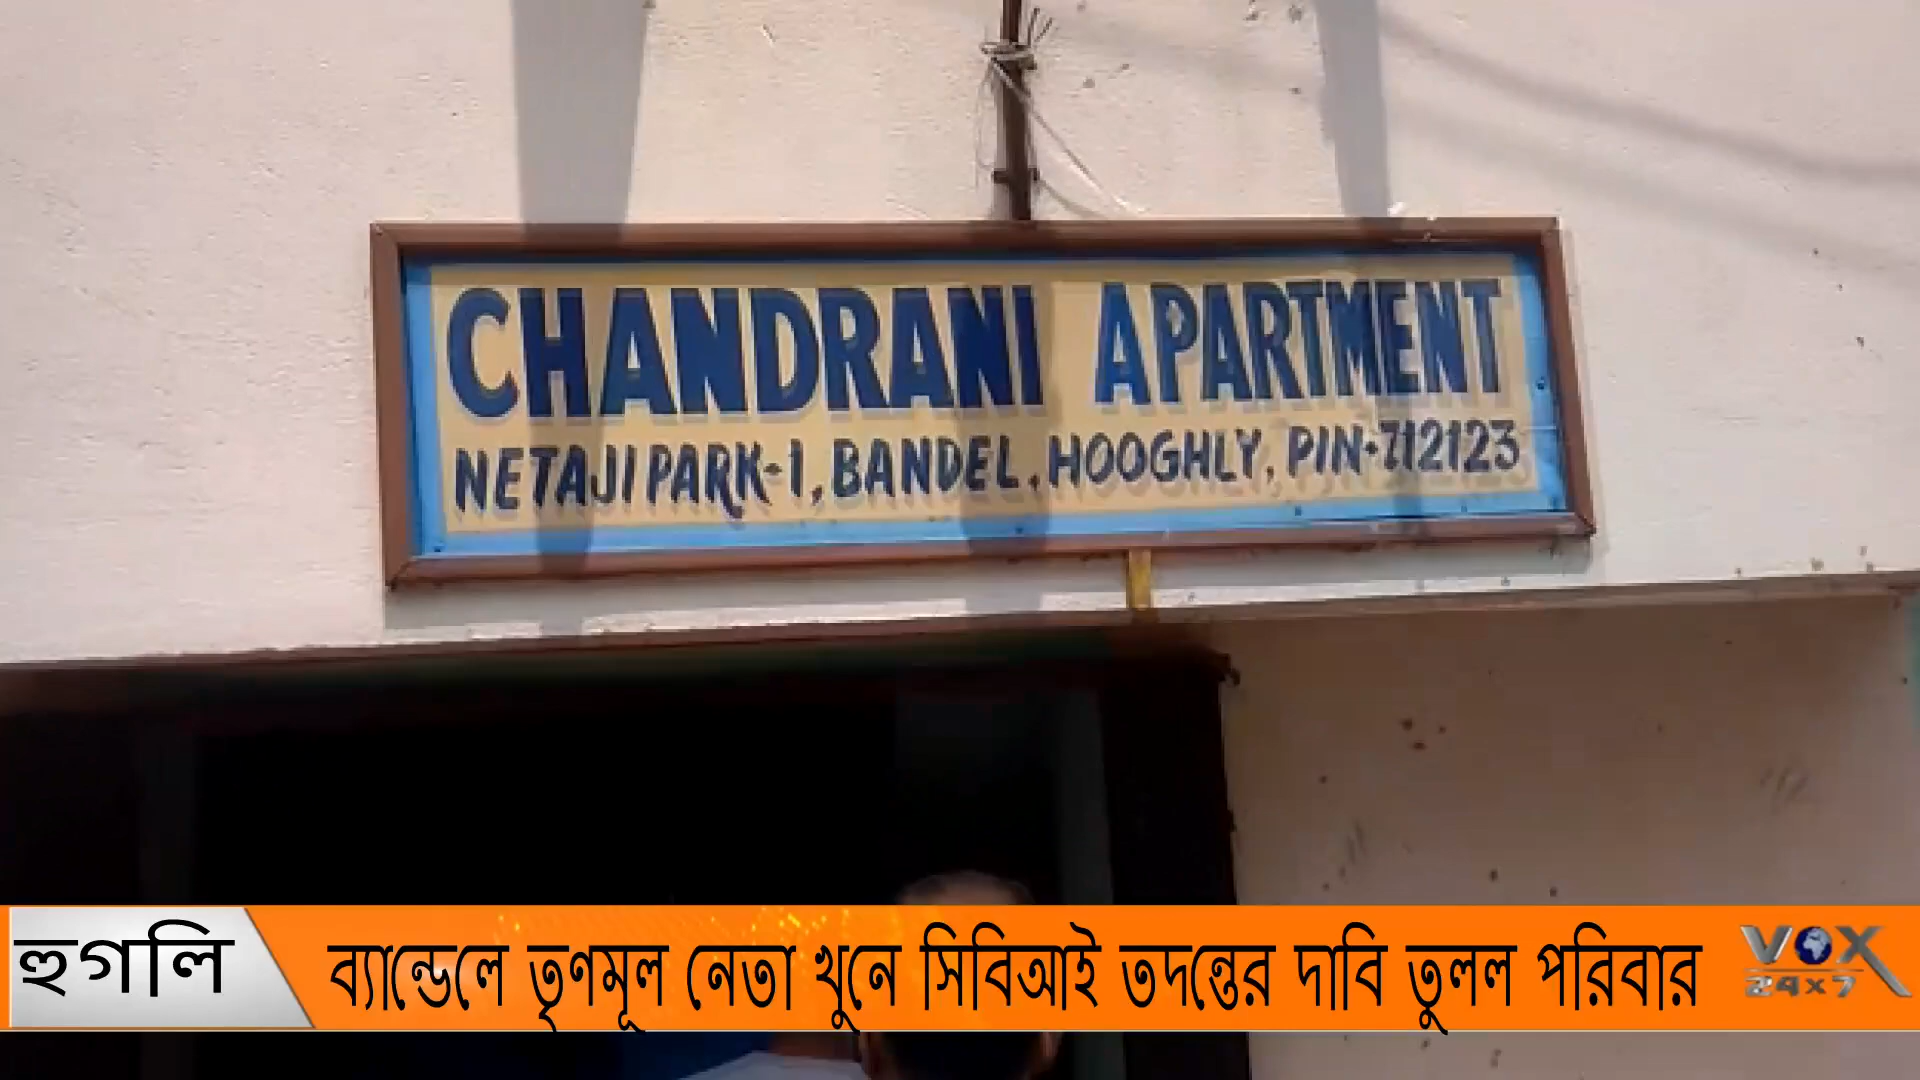 CHANDRANI APARTMENT
NETAJI PARK-1, BANDEL, HOOGHLY, PIN-712123
হুগলি
ব্যান্ডেলে তৃণমূল নেতা খুনে সিবিআই তদন্তের দাবি তুলল পরিবার
VOX
24x7